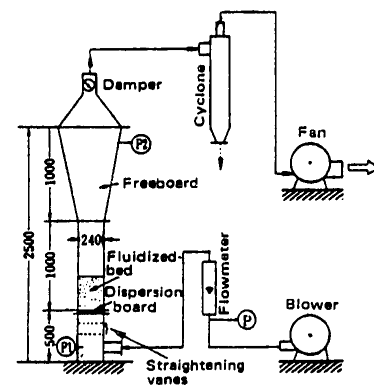 Damper
Cyclone
Fan
P2
1000
Freeboard
2500
240
Fluidized-
bed
1000
Dispersion
board
Flowmeter
Blower
P
500
P1
Straightening
vanes